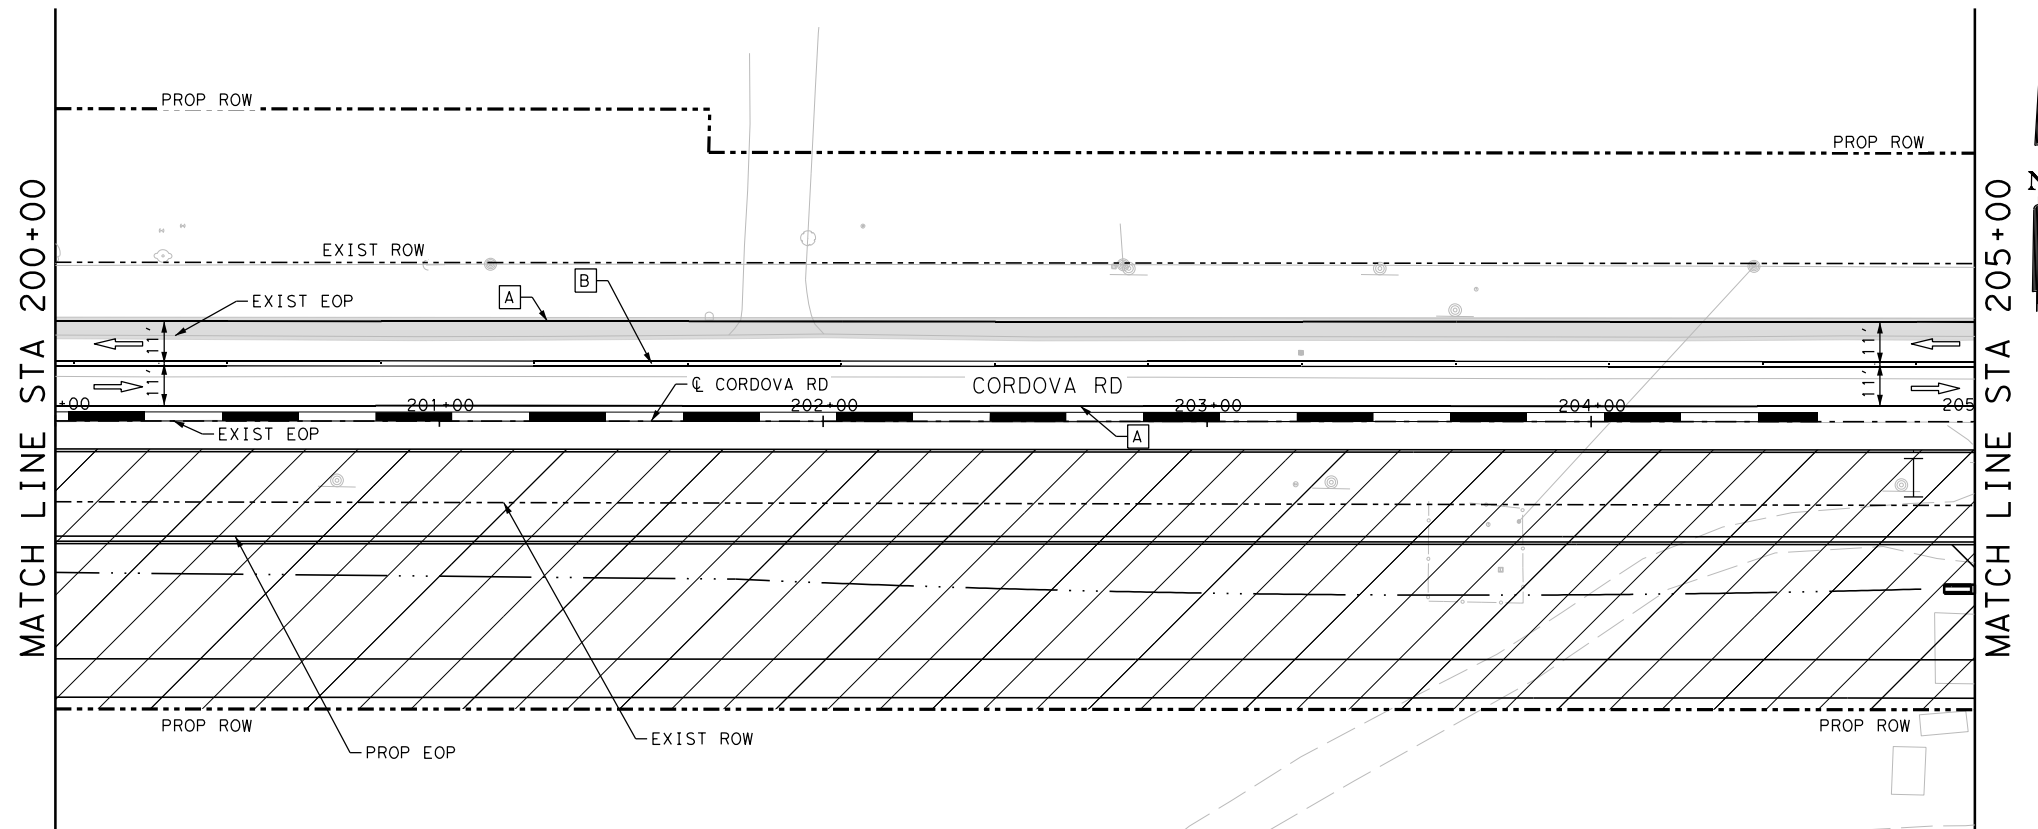 PROP ROW
PROP ROW
EXIST ROW
B
A
EXIST EOP
11'
11'
11'
11'
℄ CORDOVA RD
CORDOVA RD
+00
201+00
202+00
203+00
204+00
205
EXIST EOP
A
PROP ROW
PROP ROW
EXIST ROW
PROP EOP
MATCH LINE STA 200+00
MATCH LINE STA 205+00
N